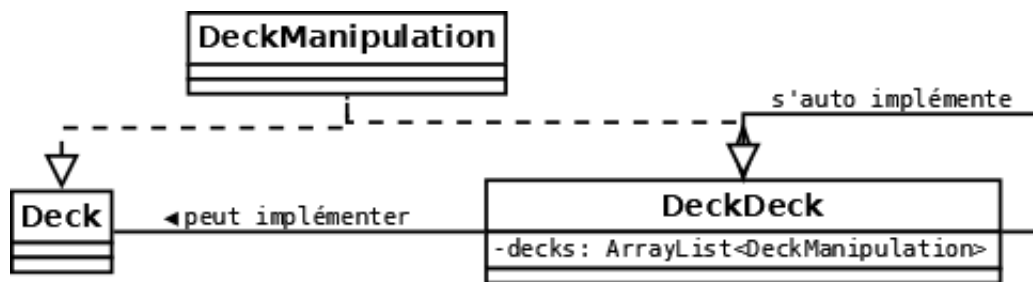 DeckManipulation
s'auto implémente
Deck
◄peut implémenter
DeckDeck
-decks: ArrayList<DeckManipulation>